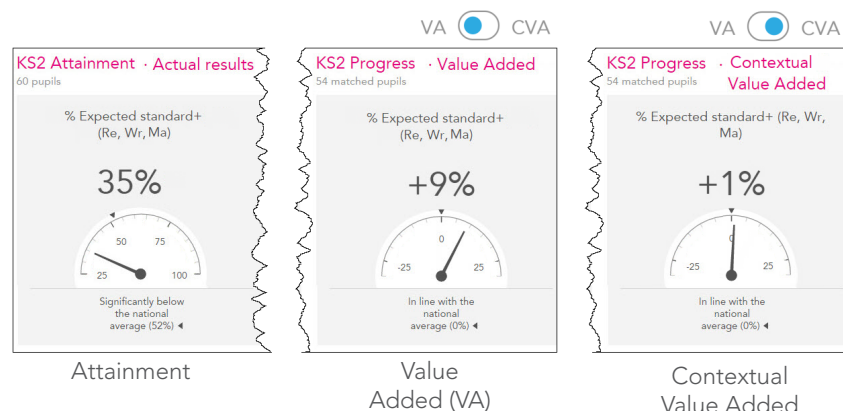 VA CVA
VA CVA
KS2 Attainment · Actual results
60 pupils
% Expected standard+
(Re, Wr, Ma)
35%
50 75
25 100
Significantly below
the national
average (52%)
Attainment
KS2 Progress · Value Added
54 matched pupils
% Expected standard+
(Re, Wr, Ma)
+9%
0
-25 25
In line with the
national
average (0%)
Value
Added (VA)
KS2 Progress · Contextual
Value Added
54 matched pupils
% Expected standard+ (Re, Wr,
Ma)
+1%
0
-25 25
In line with the
national
average (0%)
Contextual
Value Added